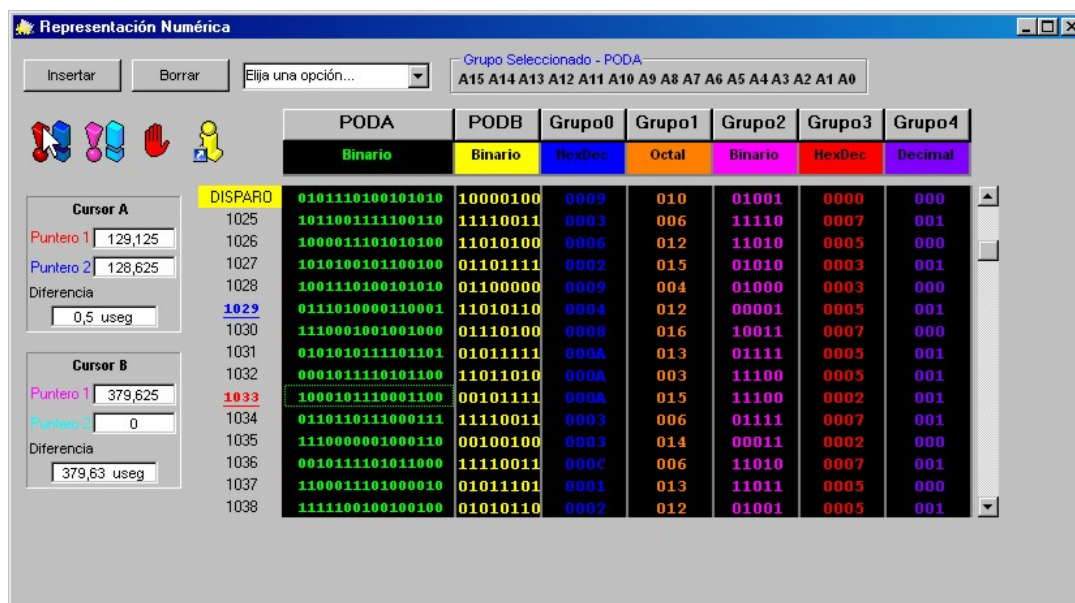 Representación Numérica
Insertar Borrar Elija una opción...
Grupo Seleccionado - PODA
A15 A14 A13 A12 A11 A10 A9 A8 A7 A6 A5 A4 A3 A2 A1 A0
PODA PODB Grupo0 Grupo1 Grupo2 Grupo3 Grupo4
Binario Binario HexDec Octal Binario HexDec Decimal
Cursor A
Puntero 1 129,125
Puntero 2 128,625
Diferencia
0,5 useg
Cursor B
Puntero 1 379,625
Puntero 2 0
Diferencia
379,63 useg
DISPARO 0101110100101010 10000100 0009 010 01001 0000 000
1025 1011001111100110 11110011 0003 006 11110 0007 001
1026 1000011101010100 11010100 0006 012 11010 0005 000
1027 1010100101100100 01101111 0002 015 01010 0003 001
1028 1001110100101010 01100000 0009 004 01000 0003 000
1029 0111010000110001 11010110 0004 012 00001 0005 001
1030 1110001001001000 01110100 0008 016 10011 0007 000
1031 0101010111101101 01011111 000A 013 01111 0005 001
1032 0001011110101100 11011010 000A 003 11100 0005 001
1033 1000101110001100 00101111 000A 015 11100 0002 001
1034 0110110111000111 11110011 0003 006 01111 0007 001
1035 1110000001000110 00100100 0003 014 00011 0002 000
1036 0010111101011000 11110011 000C 006 11010 0007 001
1037 1100011101000010 01011101 0001 013 11011 0005 000
1038 1111100100100100 01010110 0002 012 01001 0005 001